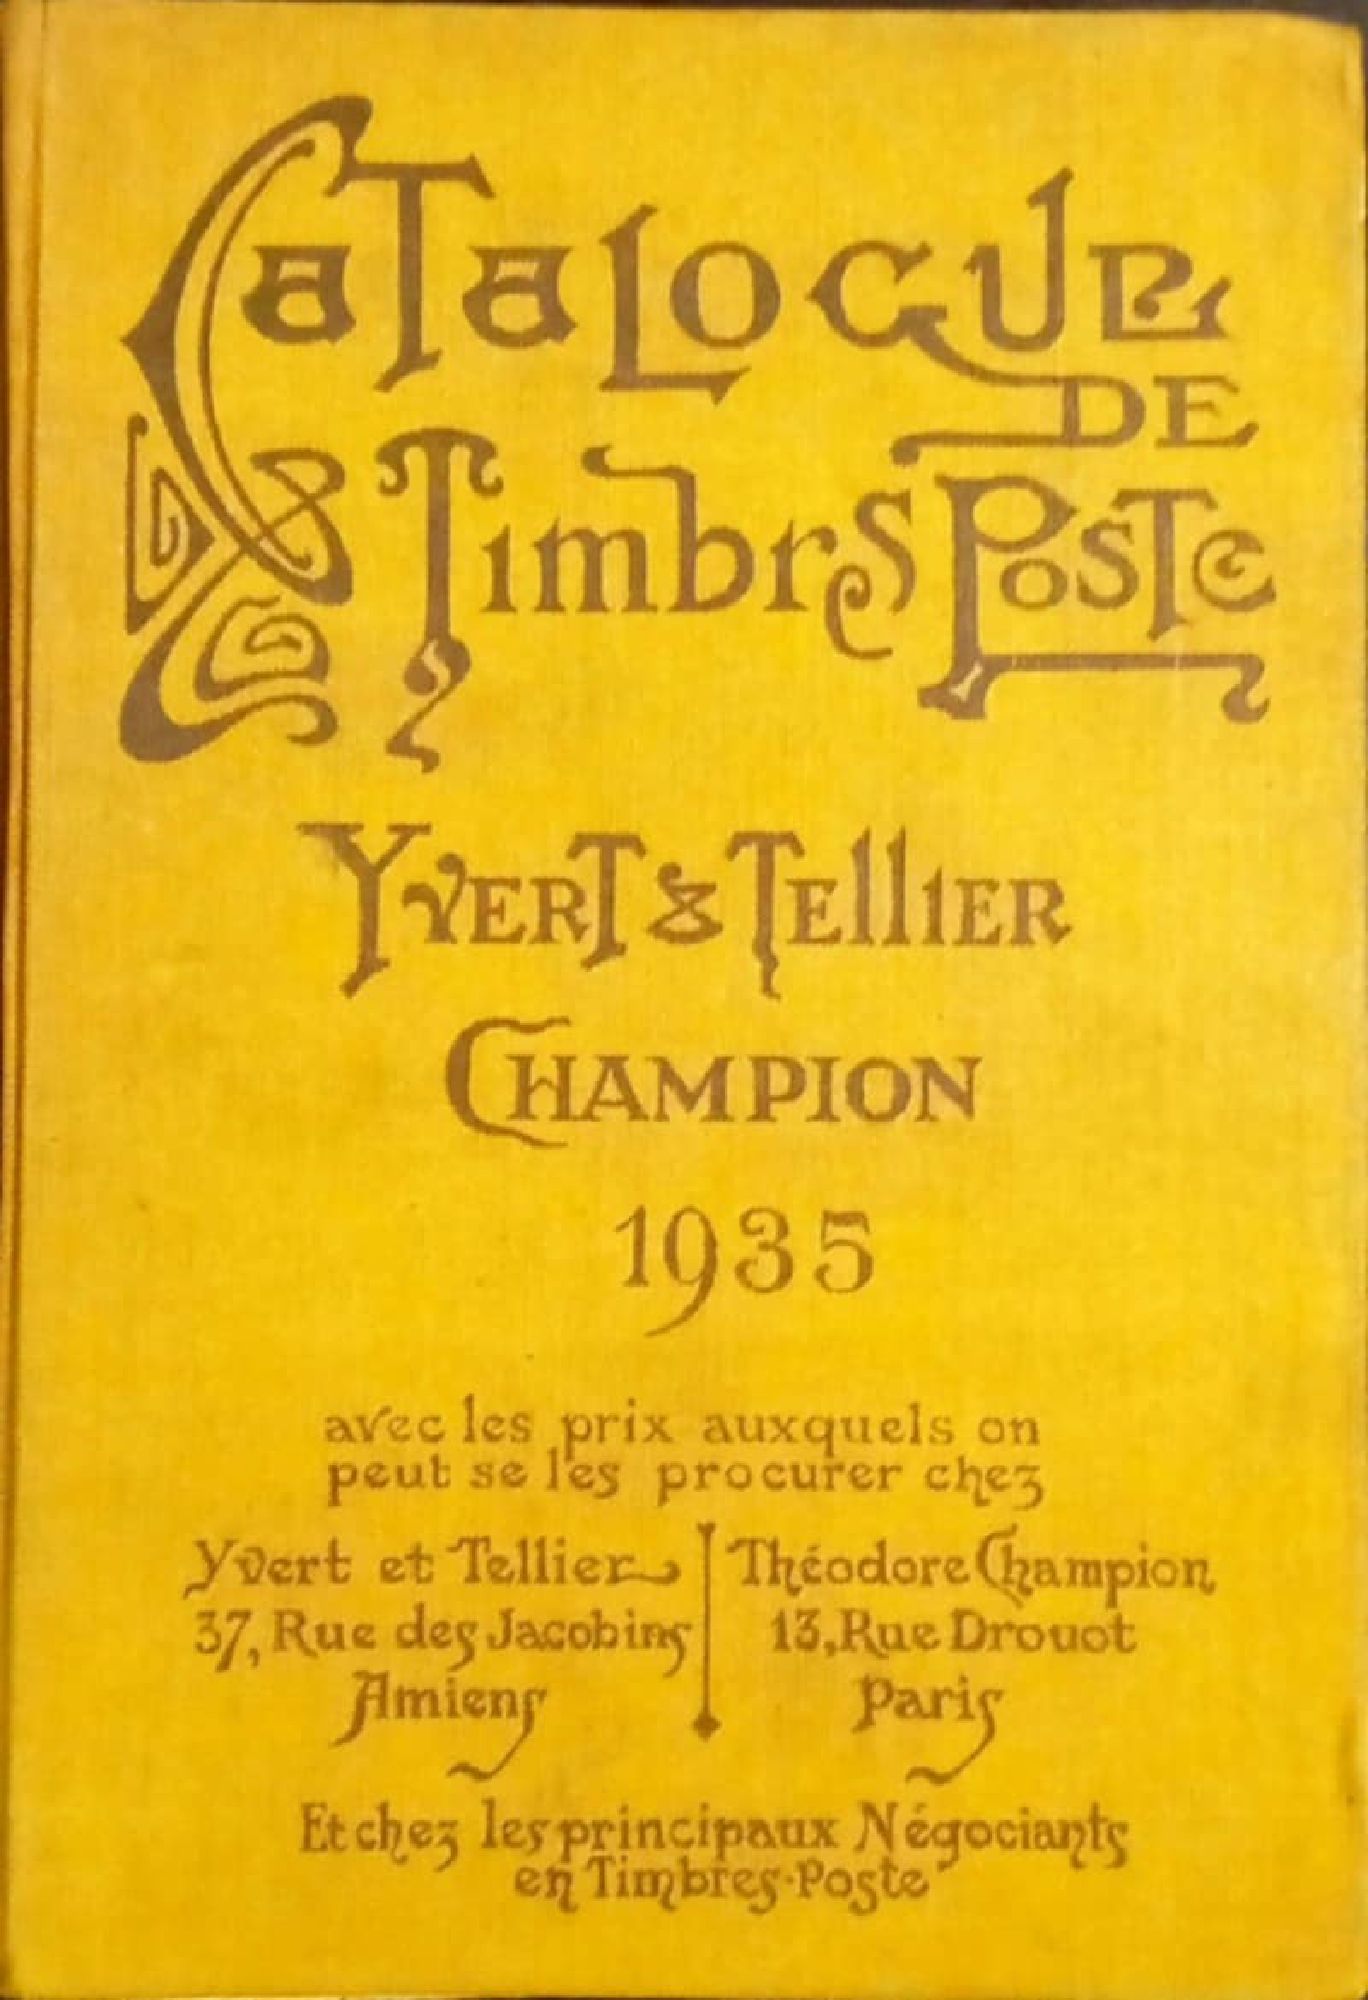 Catalogue
de
Timbres Poste
Yvert & Tellier
Champion
1935
avec les prix auxquels on
peut se les procurer chez
Yvert et Tellier
37, Rue des Jacobins
Amiens
Théodore Champion
13, Rue Drouot
Paris
Et chez les principaux Négociants
en Timbres-Poste